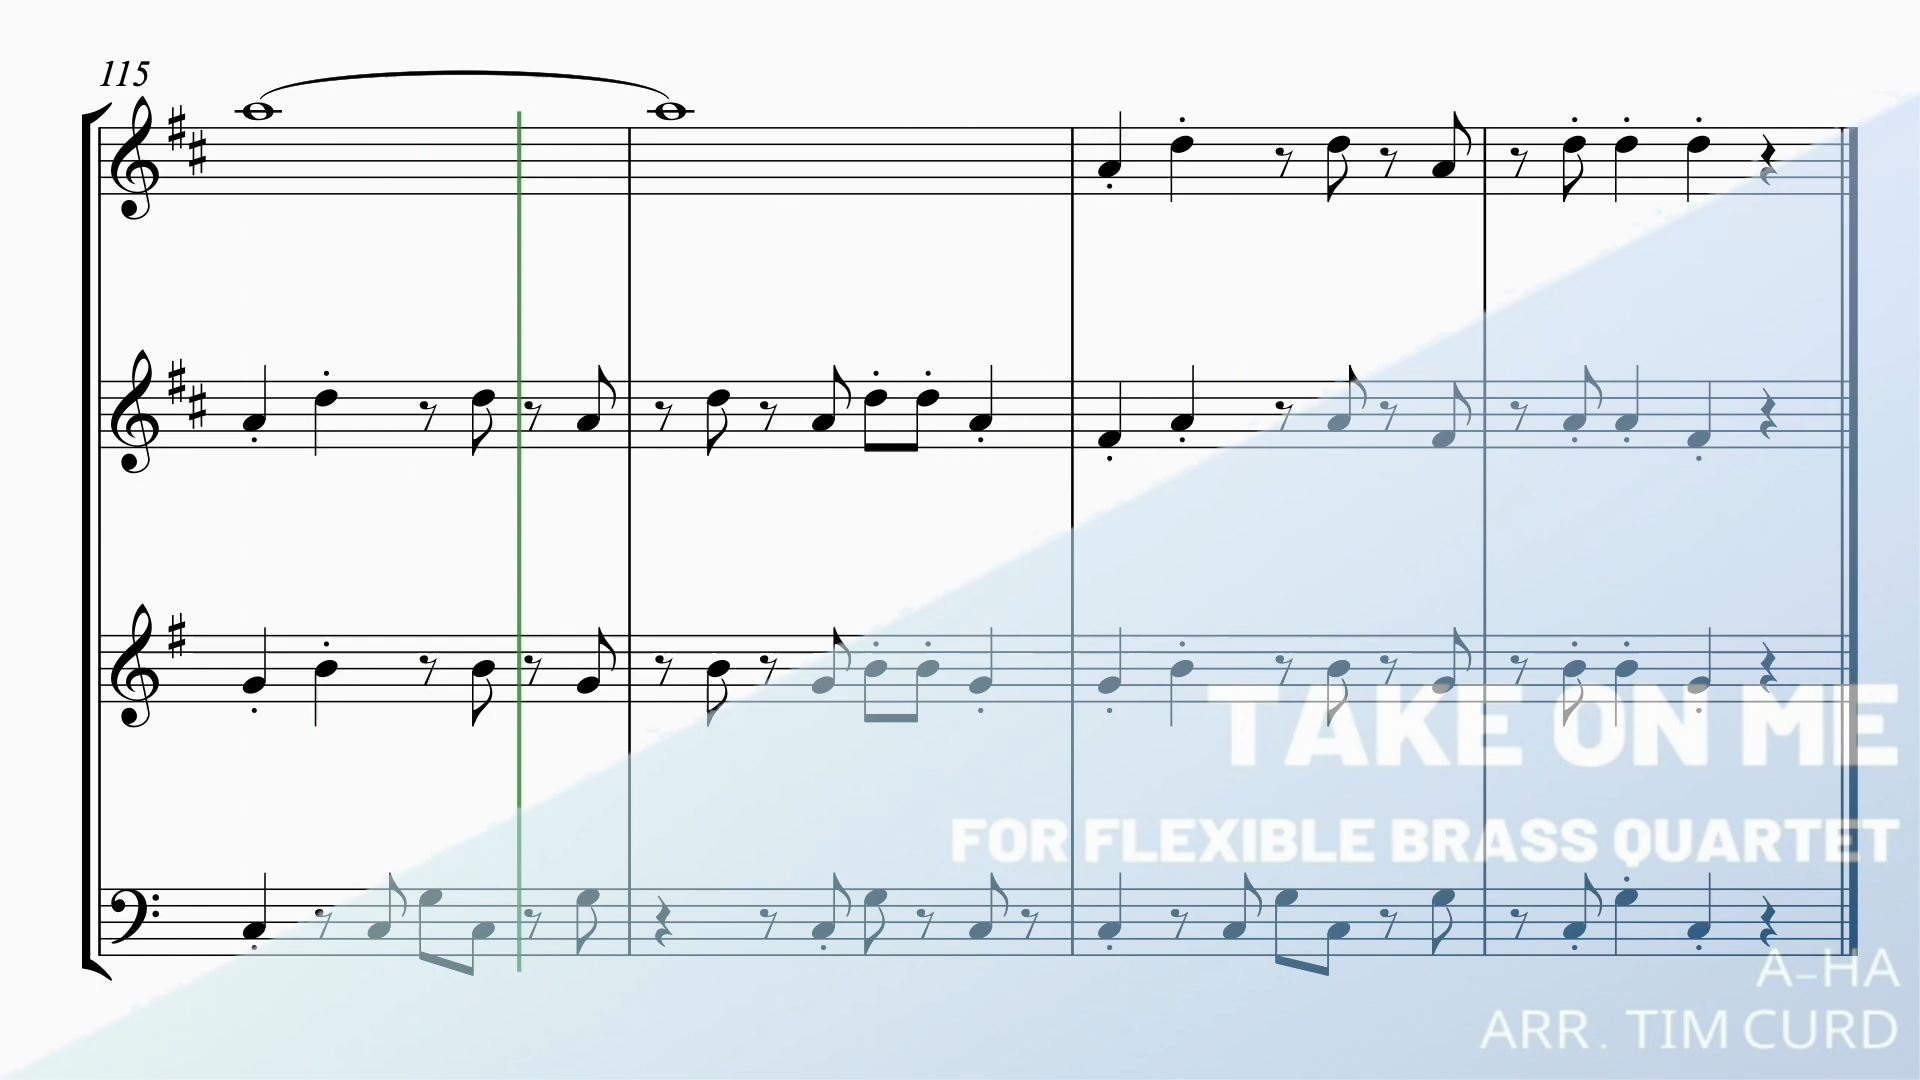 115
TAKE ON ME
FOR FLEXIBLE BRASS QUARTET
A-HA
ARR. TIM CURD